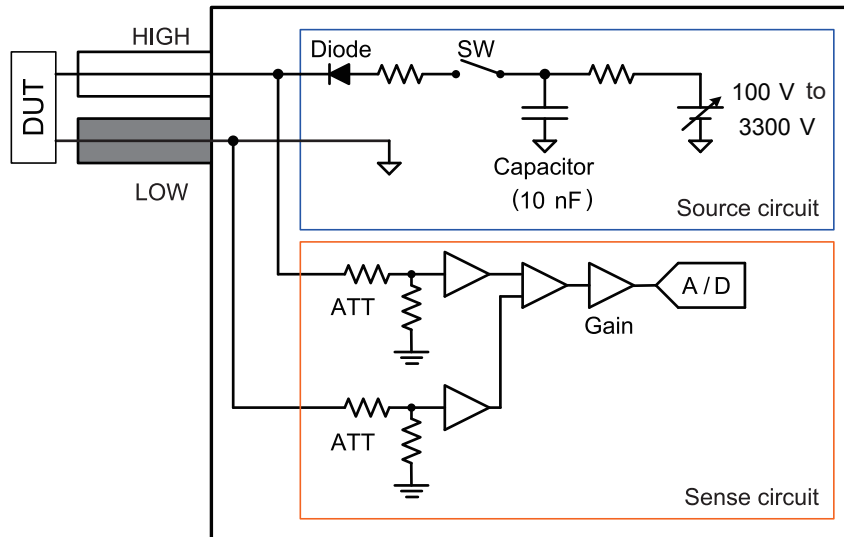 HIGH
Diode
SW
DUT
100 V to
3300 V
Capacitor
(10 nF)
LOW
Source circuit
ATT
Gain
A / D
ATT
Sense circuit